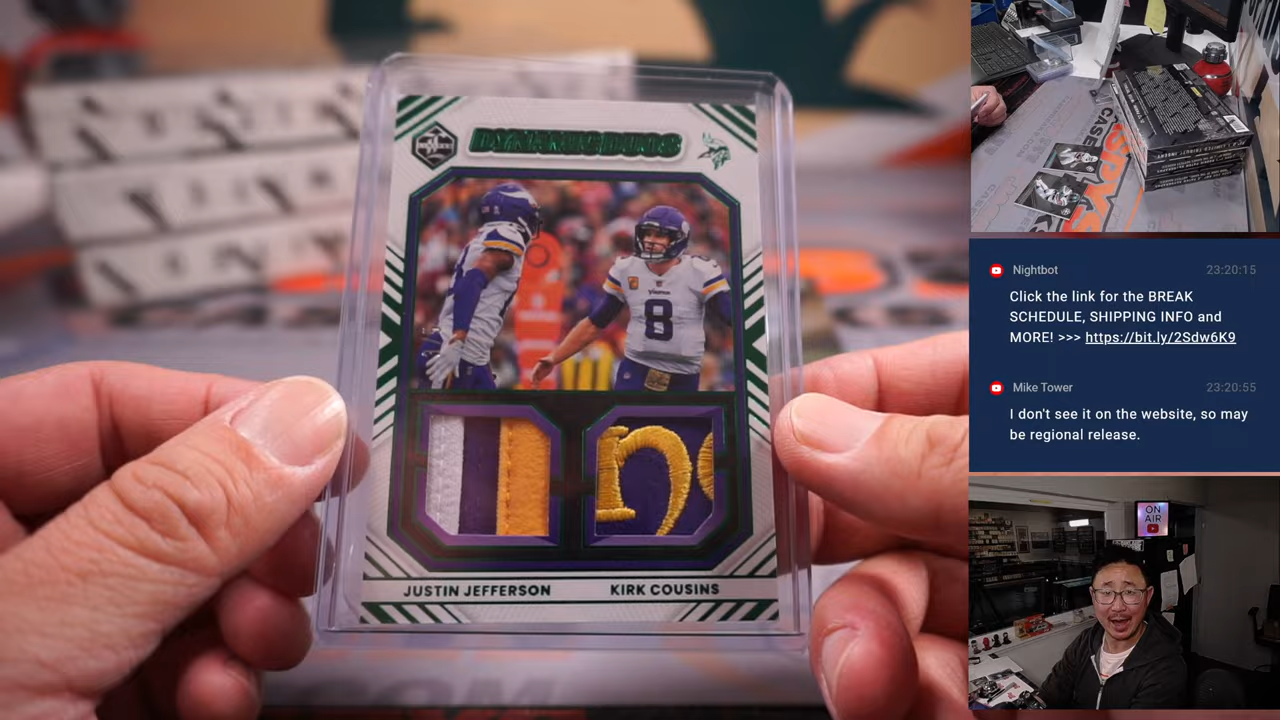 DYNAMIC DUOS
8
no
JUSTIN JEFFERSON
KIRK COUSINS
Nightbot
23:20:15
Click the link for the BREAK
SCHEDULE, SHIPPING INFO and
MORE! >>> https://bit.ly/2Sdw6K9
Mike Tower
23:20:55
I don't see it on the website, so may
be regional release.
ON
AIR